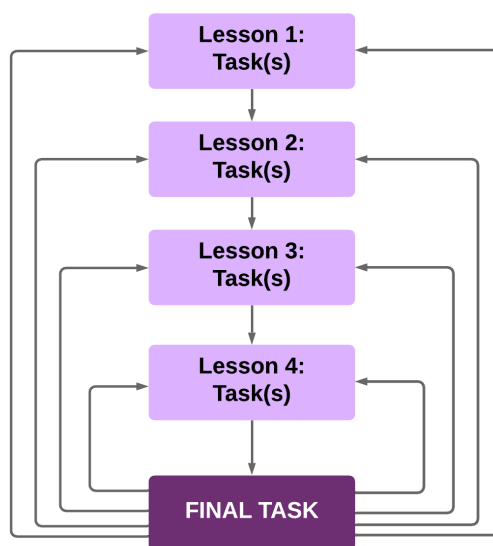 Lesson 1:
Task(s)
Lesson 2:
Task(s)
Lesson 3:
Task(s)
Lesson 4:
Task(s)
FINAL TASK